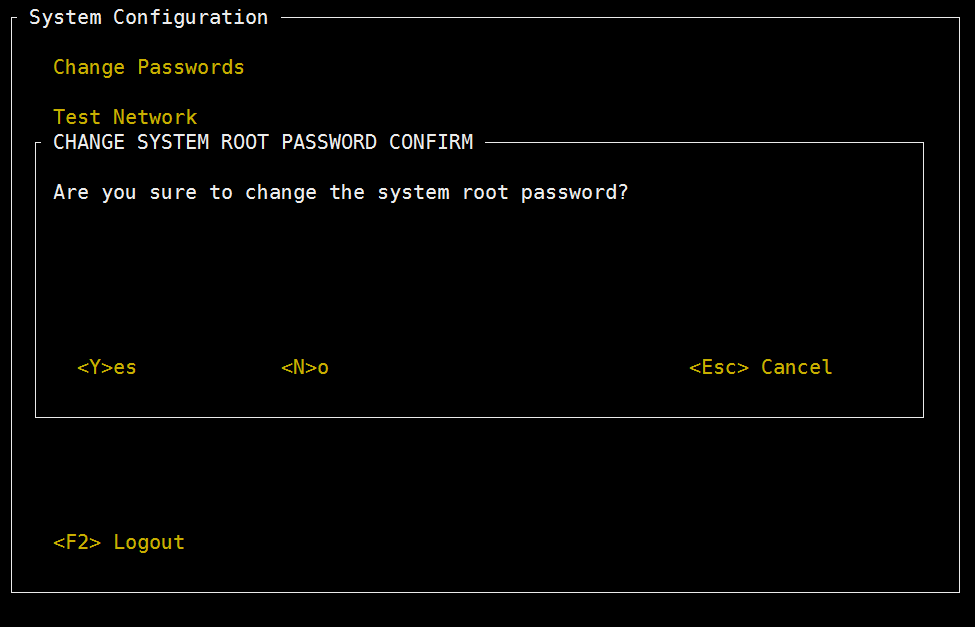 System Configuration
Change Passwords
Test Network
CHANGE SYSTEM ROOT PASSWORD CONFIRM
Are you sure to change the system root password?
<Y>es <N>o <Esc> Cancel
<F2> Logout